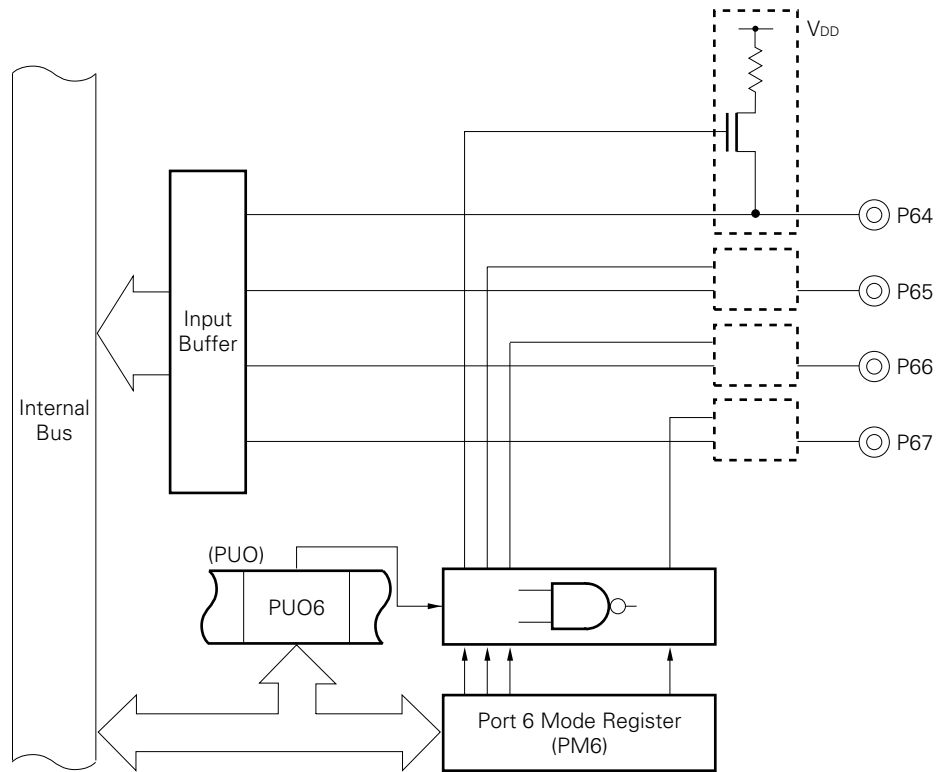 VDD
P64
P65
Input
Buffer
P66
Internal
Bus
P67
(PUO)
PUO6
Port 6 Mode Register
(PM6)